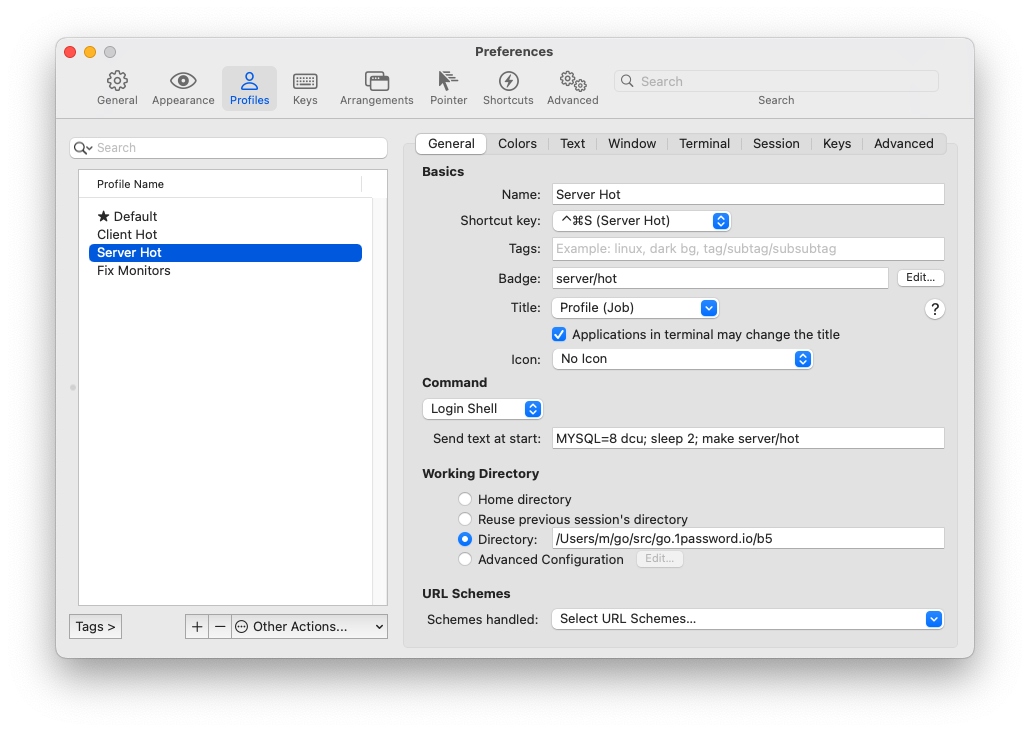 Preferences
General Appearance Profiles Keys Arrangements Pointer Shortcuts Advanced Search
Search
Search
Profile Name
★ Default
Client Hot
Server Hot
Fix Monitors
Tags >
+ − Other Actions...
General Colors Text Window Terminal Session Keys Advanced
Basics
Name: Server Hot
Shortcut key: ^⌘S (Server Hot)
Tags: Example: linux, dark bg, tag/subtag/subsubtag
Badge: server/hot Edit...
Title: Profile (Job) ?
Applications in terminal may change the title
Icon: No Icon
Command
Login Shell
Send text at start: MYSQL=8 dcu; sleep 2; make server/hot
Working Directory
Home directory
Reuse previous session's directory
Directory: /Users/m/go/src/go.1password.io/b5
Advanced Configuration Edit...
URL Schemes
Schemes handled: Select URL Schemes...